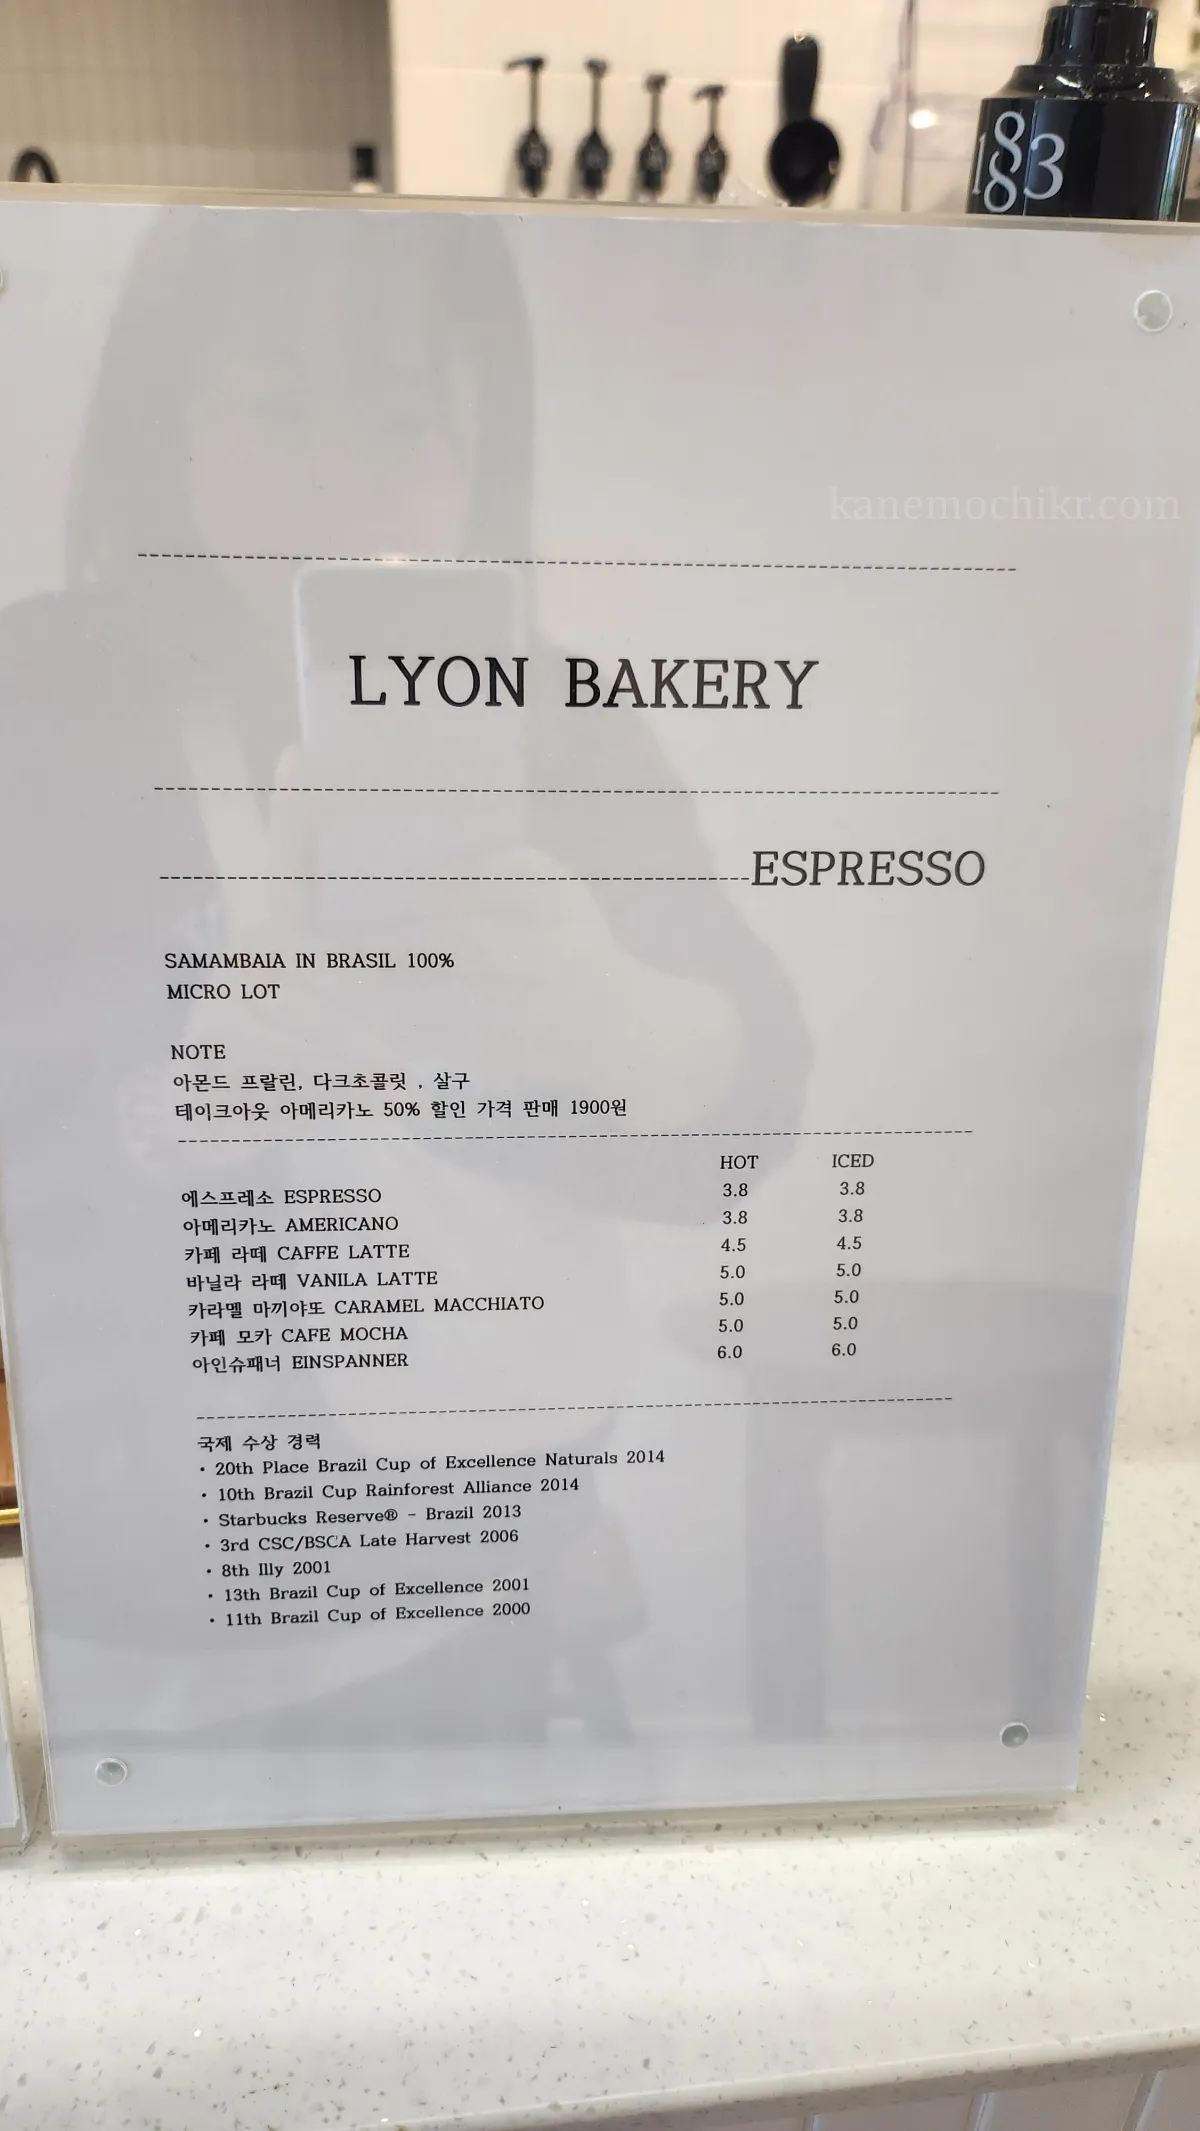 1883
kanemochikr.com
LYON BAKERY
ESPRESSO
SAMAMBAIA IN BRASIL 100%
MICRO LOT
NOTE
아몬드 프랄린, 다크초콜릿 , 살구
테이크아웃 아메리카노 50% 할인 가격 판매 1900원
HOT ICED
에스프레소 ESPRESSO 3.8 3.8
아메리카노 AMERICANO 3.8 3.8
카페 라떼 CAFFE LATTE 4.5 4.5
바닐라 라떼 VANILA LATTE 5.0 5.0
카라멜 마끼야또 CARAMEL MACCHIATO 5.0 5.0
카페 모카 CAFE MOCHA 5.0 5.0
아인슈패너 EINSPANNER 6.0 6.0
국제 수상 경력
· 20th Place Brazil Cup of Excellence Naturals 2014
· 10th Brazil Cup Rainforest Alliance 2014
· Starbucks Reserve® - Brazil 2013
· 3rd CSC/BSCA Late Harvest 2006
· 8th Illy 2001
· 13th Brazil Cup of Excellence 2001
· 11th Brazil Cup of Excellence 2000